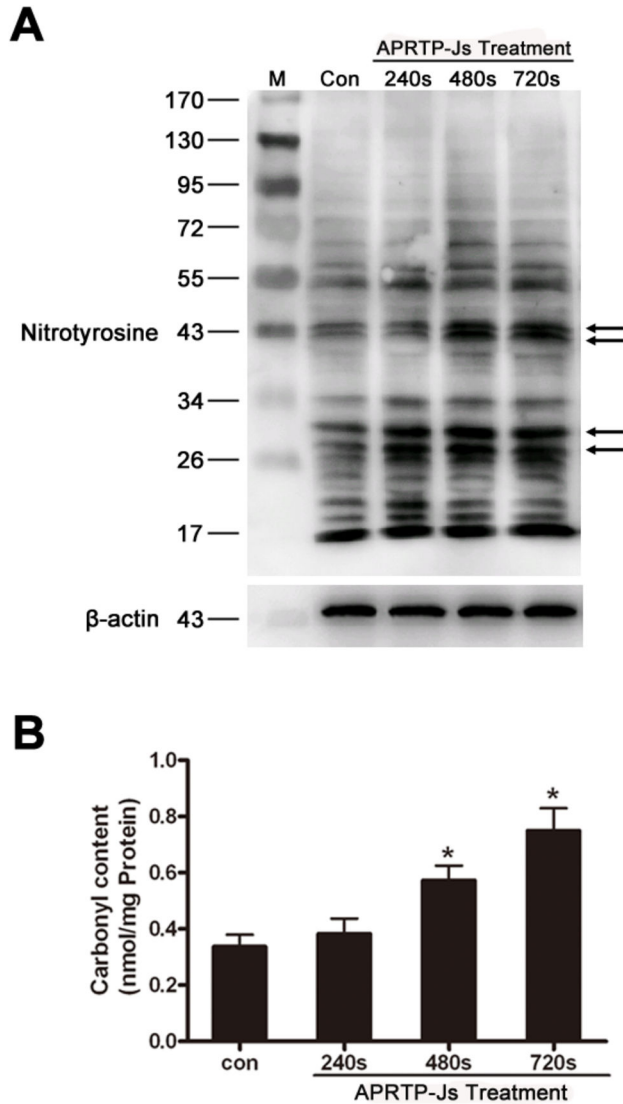 A
APRTP-Js Treatment
M Con 240s 480s 720s
170
130
95
72
55
Nitrotyrosine 43
34
26
17
β-actin 43
B
Carbonyl content
(nmol/mg Protein)
1.0
0.8
0.6
0.4
0.2
0.0
* *
con 240s 480s 720s
APRTP-Js Treatment